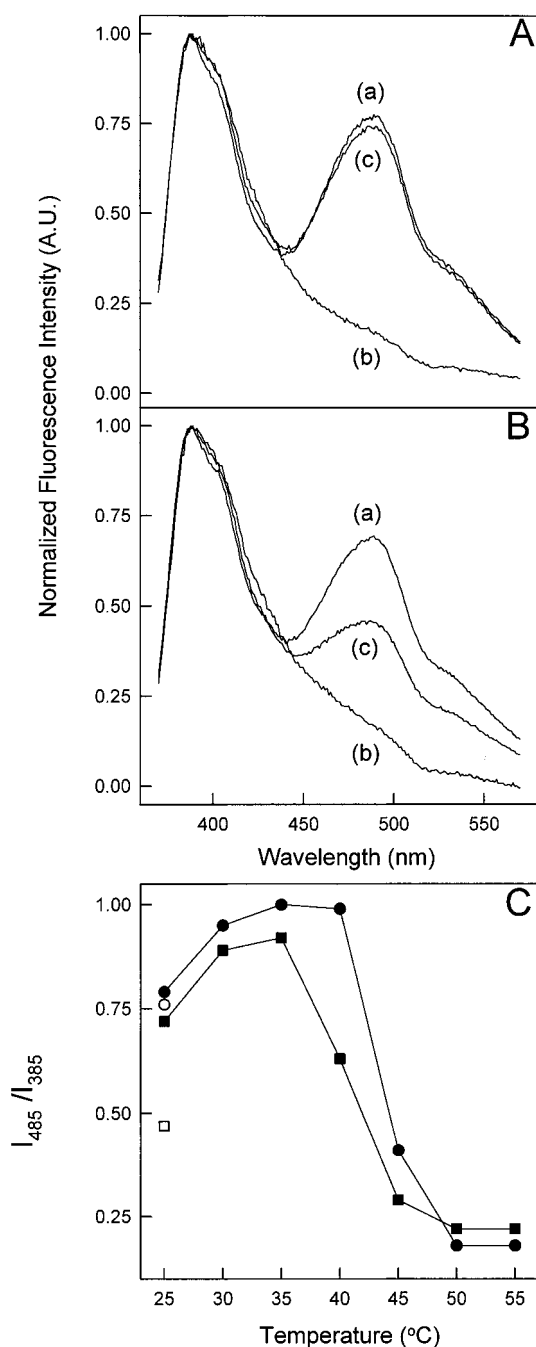 A
1.00
(a)
0.75
(c)
0.50
0.25
(b)
0.00
B
1.00
(a)
0.75
0.50
(c)
0.25
(b)
0.00
Normalized Fluorescence Intensity (A.U.)
400 450 500 550
Wavelength (nm)
C
1.00
0.75
0.50
0.25
I485 /I385
25 30 35 40 45 50 55
Temperature (°C)